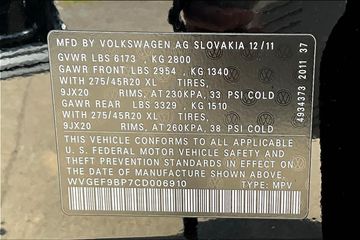 MFD BY VOLKSWAGEN AG SLOVAKIA 12/11
GVWR LBS 6173 , KG 2800
GAWR FRONT LBS 2954 , KG 1340
WITH 275/45R20 XL TIRES,
9JX20 RIMS, AT 230KPA, 33 PSI COLD
GAWR REAR LBS 3329 , KG 1510
WITH 275/45R20 XL TIRES,
9JX20 RIMS, AT 260KPA, 38 PSI COLD
THIS VEHICLE CONFORMS TO ALL APPLICABLE
U. S. FEDERAL MOTOR VEHICLE SAFETY AND
THEFT PREVENTION STANDARDS IN EFFECT ON
THE DATE OF MANUFACTURE SHOWN ABOVE.
WVGEF9BP7CD006910 TYPE: MPV
4934373 2011 37